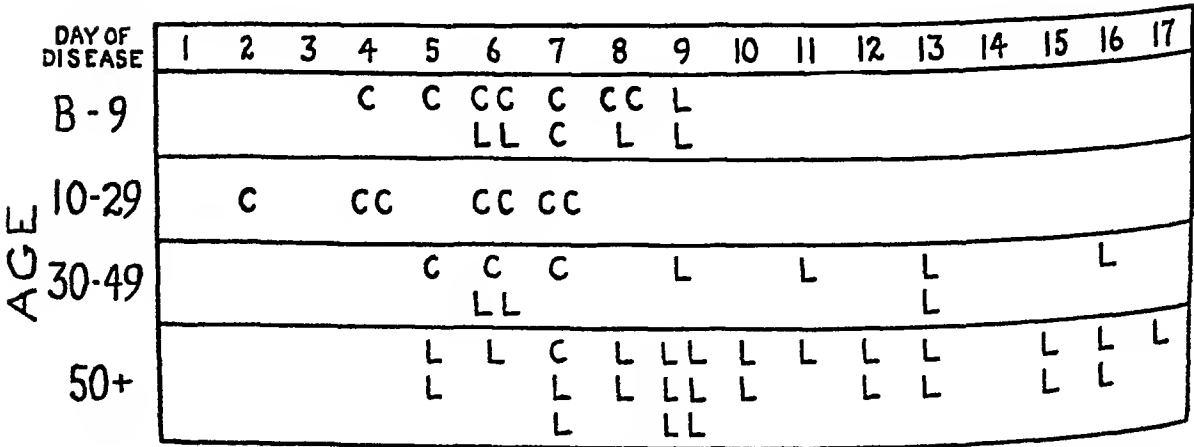 DAY OF DISEASE 1 2 3 4 5 6 7 8 9 10 11 12 13 14 15 16 17
AGE
B-9 C C CC C CC L
LL C L L
10-29 C CC CC CC
30-49 C C C L L L L
LL L
50+ L L C L LL L L L L L L L
L L L LL L L L L L
L LL